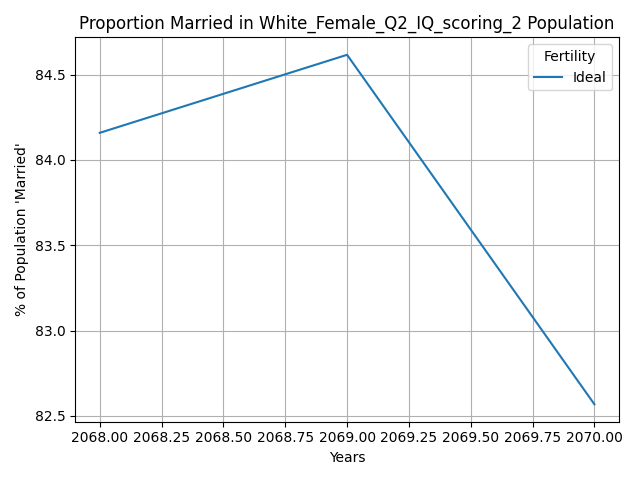 Proportion Married in White_Female_Q2_IQ_scoring_2 Population
Fertility
Ideal
% of Population 'Married'
84.5
84.0
83.5
83.0
82.5
2068.00 2068.25 2068.50 2068.75 2069.00 2069.25 2069.50 2069.75 2070.00
Years